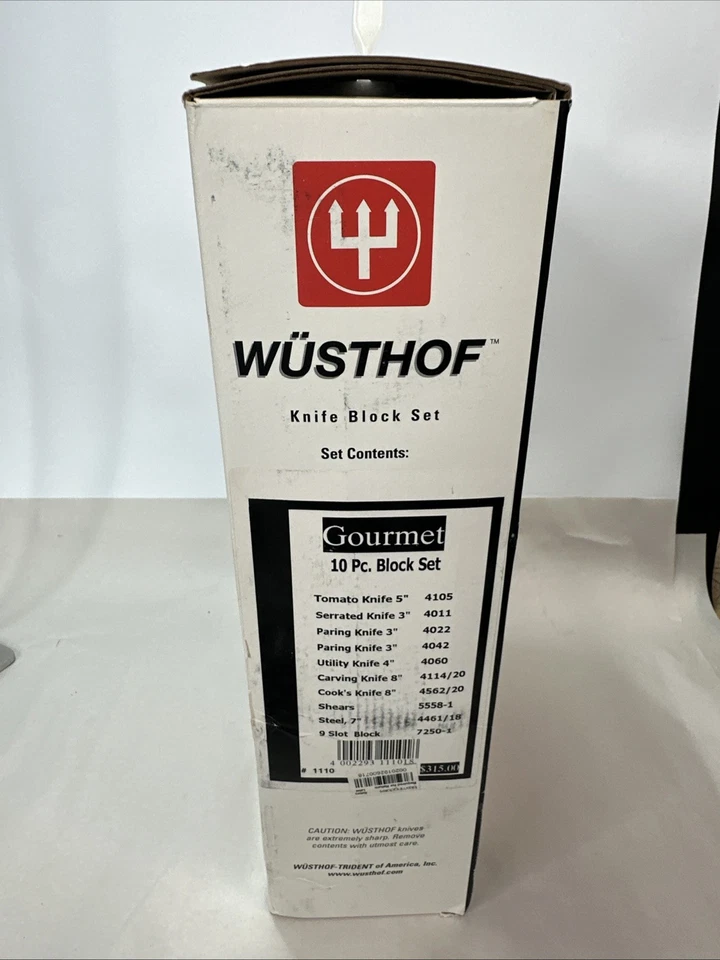 WÜSTHOF™
Knife Block Set
Set Contents:
Gourmet
10 Pc. Block Set
Tomato Knife 5" 4105
Serrated Knife 3" 4011
Paring Knife 3" 4022
Paring Knife 3" 4042
Utility Knife 4" 4060
Carving Knife 8" 4114/20
Cook's Knife 8" 4562/20
Shears 5558-1
Steel, 7" 4461/18
9 Slot Block 7250-1
4 002293 111015
# 1110 $315.00
CAUTION: WÜSTHOF knives
are extremely sharp. Remove
contents with utmost care.
WÜSTHOF-TRIDENT of America, Inc.
www.wusthof.com